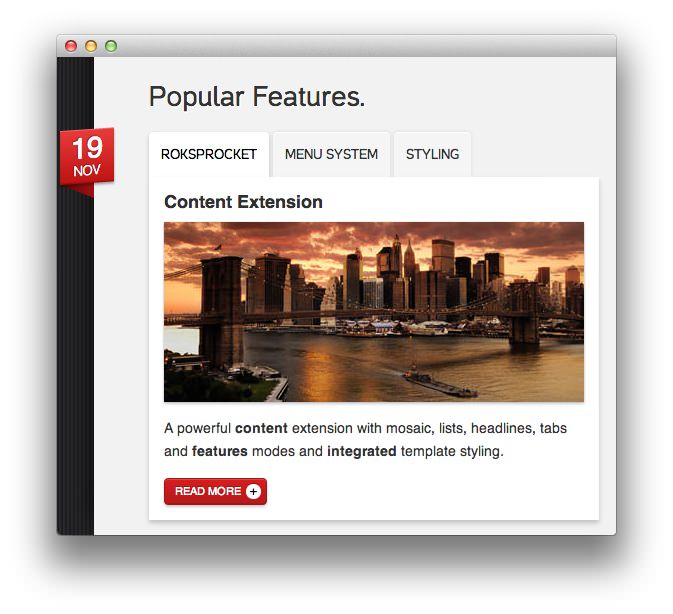 Popular Features.
19
NOV
ROKSPROCKET MENU SYSTEM STYLING
Content Extension
A powerful content extension with mosaic, lists, headlines, tabs
and features modes and integrated template styling.
READ MORE